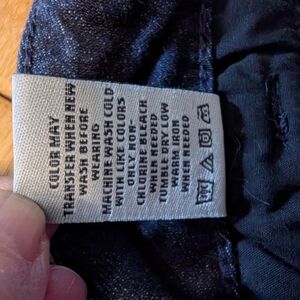 COLOR MAY
TRANSFER WHEN NEW
WASH BEFORE
WEARING
MACHINE WASH COLD
WITH LIKE COLORS
ONLY NON-
CHLORINE BLEACH
WHEN NEEDED
TUMBLE DRY LOW
WARM IRON
WHEN NEEDED